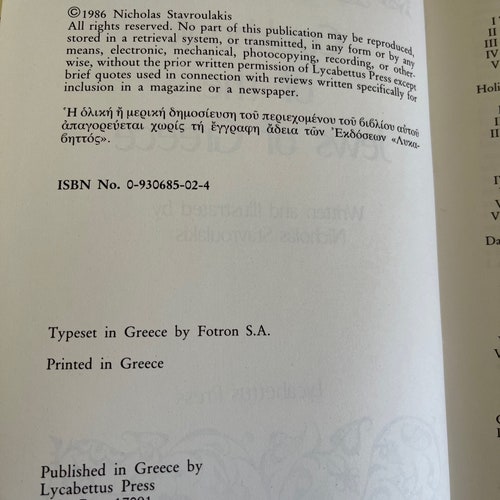 ©1986 Nicholas Stavroulakis
All rights reserved. No part of this publication may be reproduced,
stored in a retrieval system, or transmitted, in any form or by any
means, electronic, mechanical, photocopying, recording, or other-
wise, without the prior written permission of Lycabettus Press except
brief quotes used in connection with reviews written specifically for
inclusion in a magazine or a newspaper.
Ἡ ὁλική ἤ μερική δημοσίευση τοῦ περιεχομένου τοῦ βιβλίου αὐτοῦ
ἀπαγορεύεται χωρίς τή ἔγγραφη ἄδεια τῶν Ἐκδόσεων «Λυκα-
βηττός».
ISBN No. 0-930685-02-4
Typeset in Greece by Fotron S.A.
Printed in Greece
Published in Greece by
Lycabettus Press